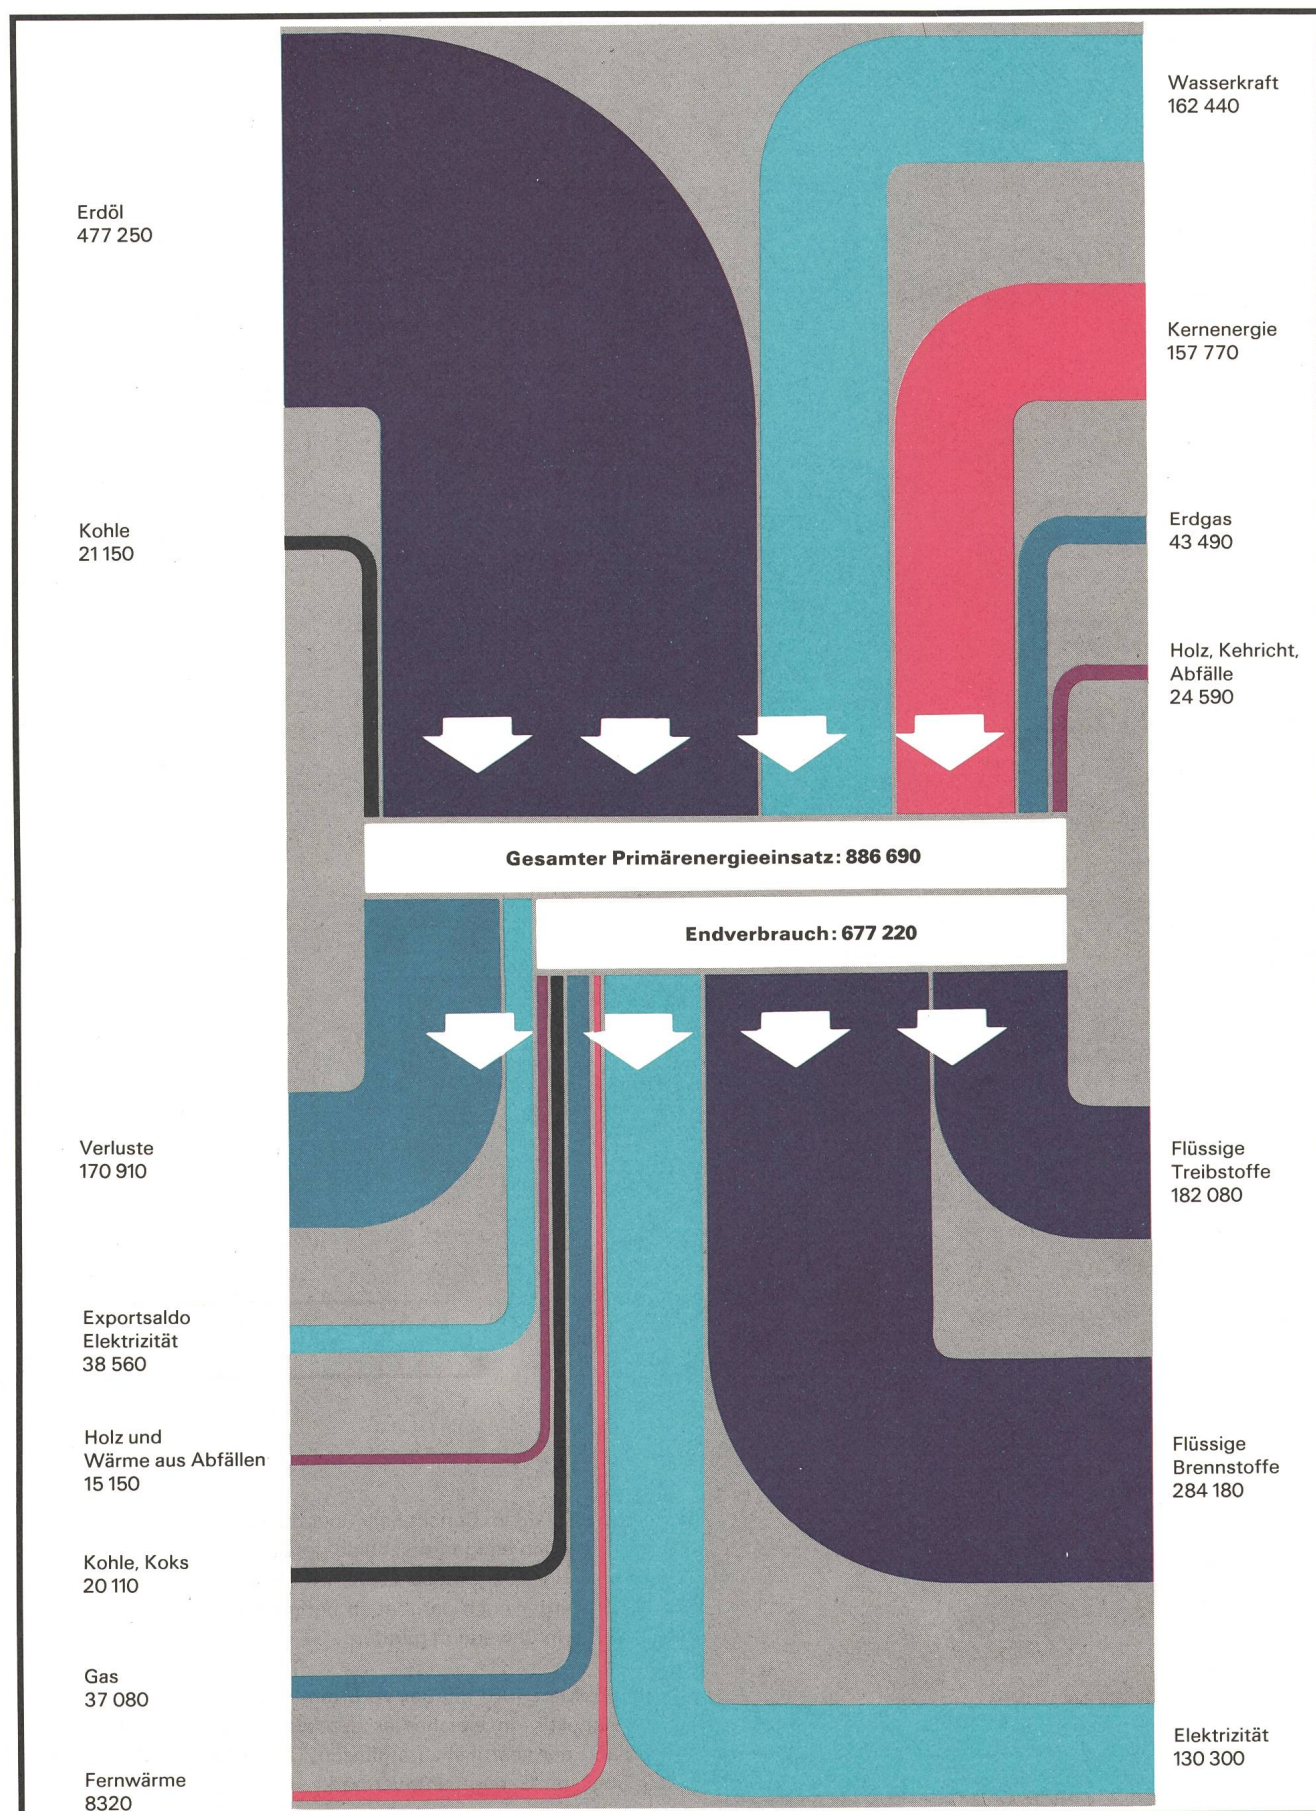 Erdöl
477 250
Kohle
21 150
Wasserkraft
162 440
Kernenergie
157 770
Erdgas
43 490
Holz, Kehricht,
Abfälle
24 590
Gesamter Primärenergieeinsatz: 886 690
Endverbrauch: 677 220
Verluste
170 910
Exportsaldo
Elektrizität
38 560
Holz und
Wärme aus Abfällen
15 150
Kohle, Koks
20 110
Gas
37 080
Fernwärme
8320
Flüssige
Treibstoffe
182 080
Flüssige
Brennstoffe
284 180
Elektrizität
130 300